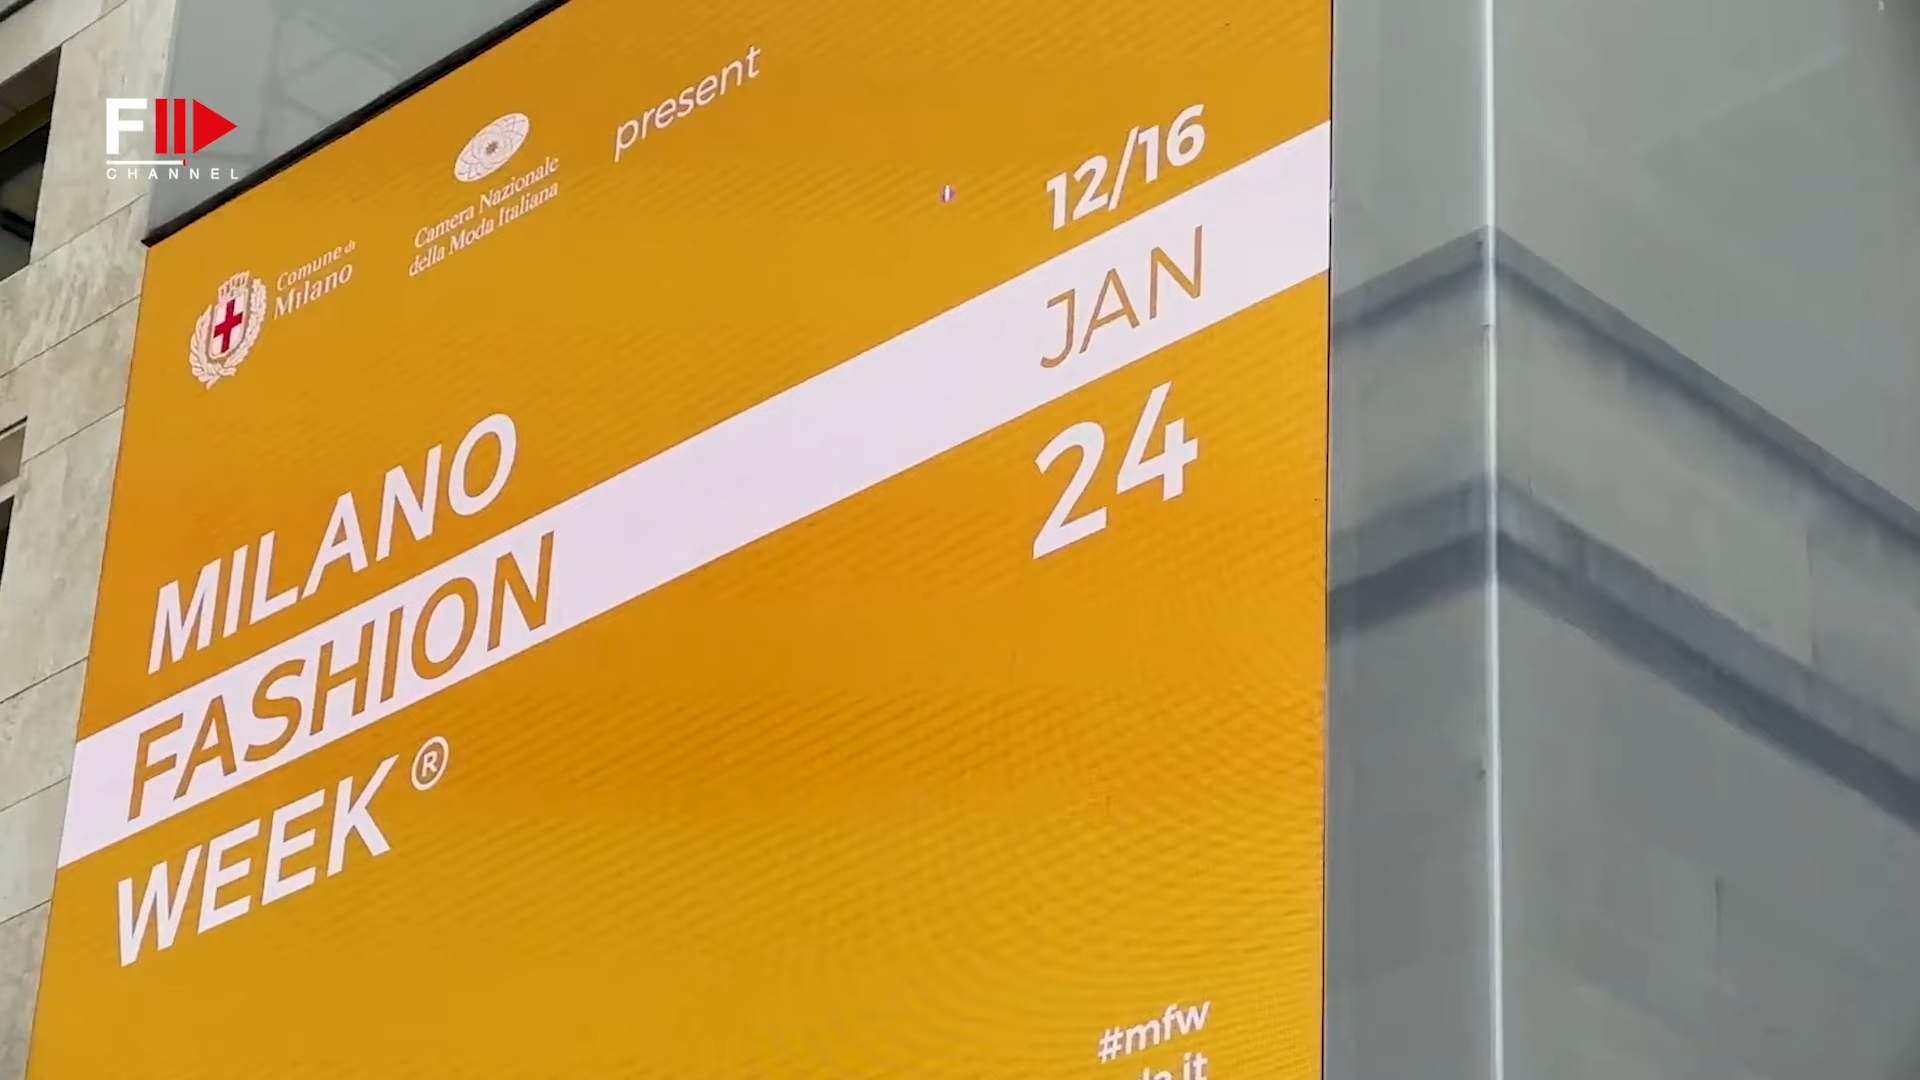 F
CHANNEL
Comune di
Milano
Camera Nazionale
della Moda Italiana
present
12/16
JAN
24
MILANO
FASHION
WEEK®
#mfw